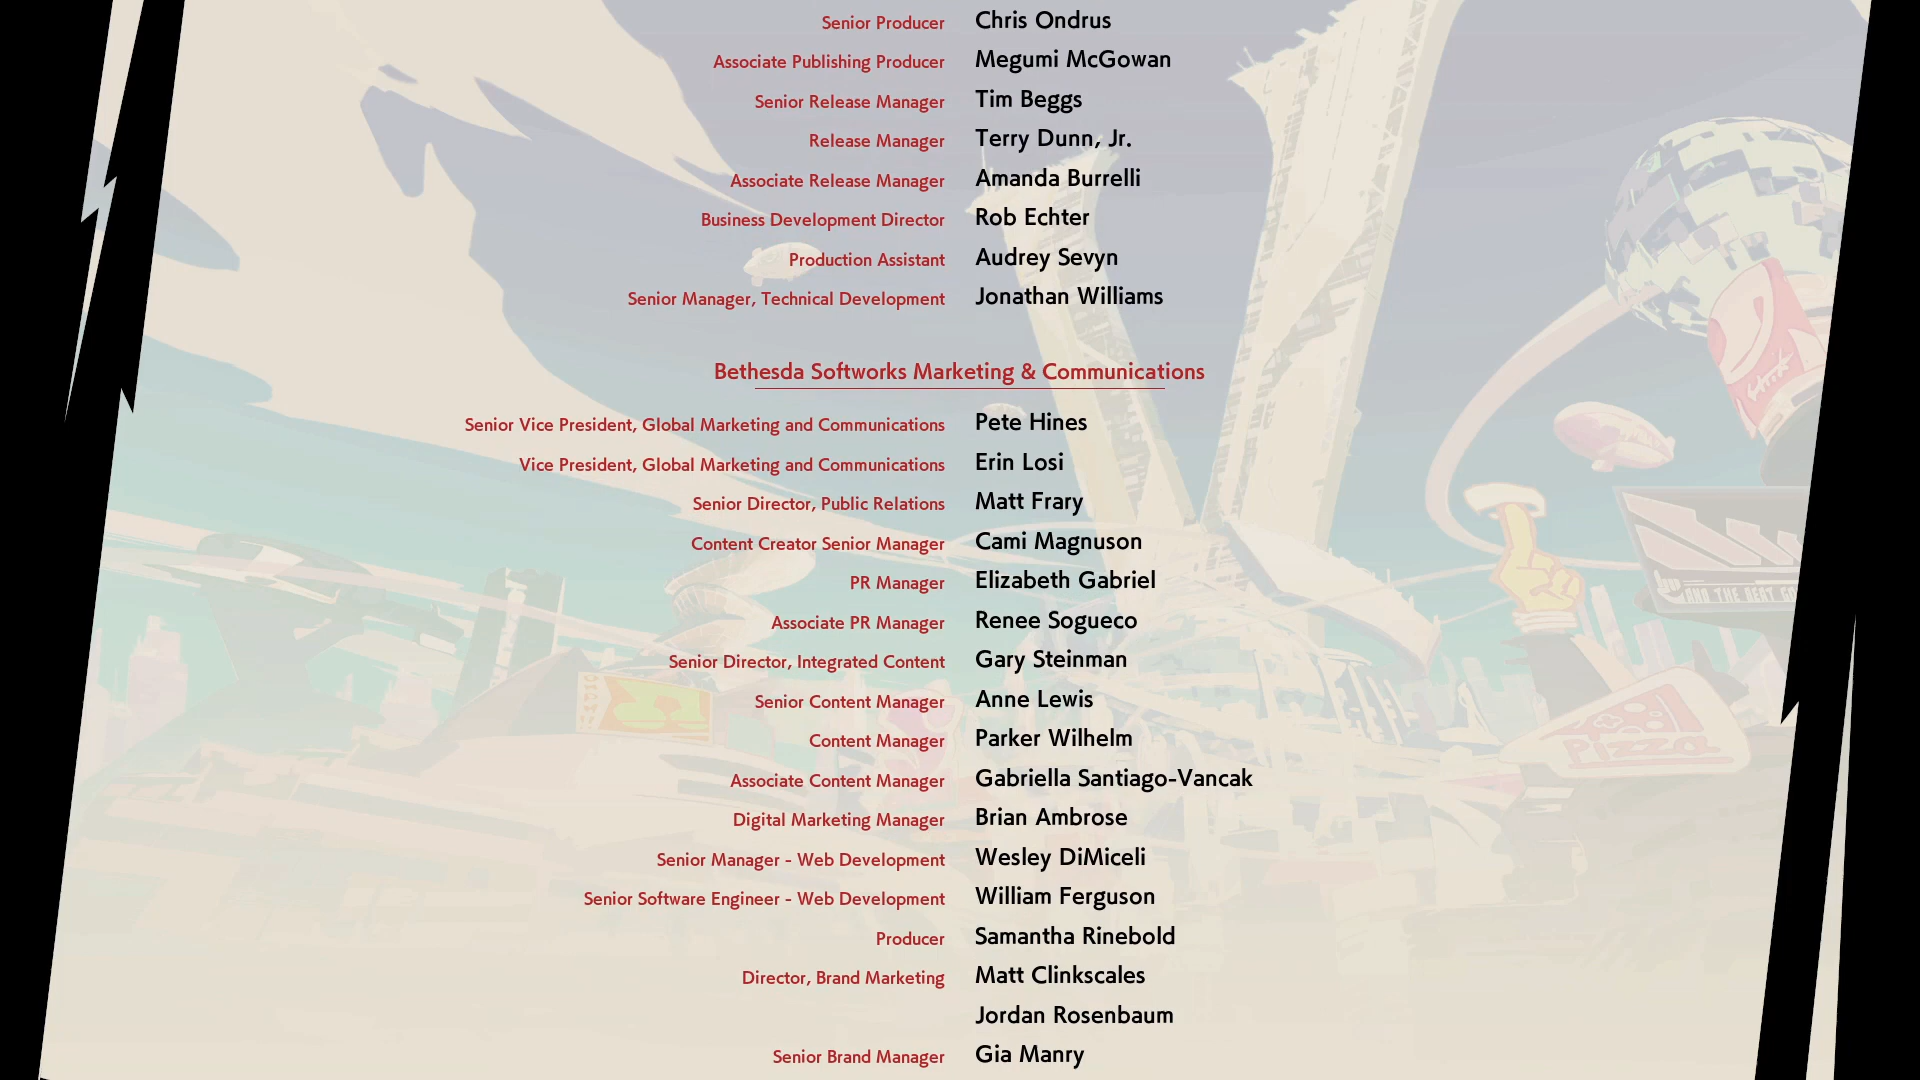 Senior Producer Chris Ondrus
Associate Publishing Producer Megumi McGowan
Senior Release Manager Tim Beggs
Release Manager Terry Dunn, Jr.
Associate Release Manager Amanda Burrelli
Business Development Director Rob Echter
Production Assistant Audrey Sevyn
Senior Manager, Technical Development Jonathan Williams
Bethesda Softworks Marketing & Communications
Senior Vice President, Global Marketing and Communications Pete Hines
Vice President, Global Marketing and Communications Erin Losi
Senior Director, Public Relations Matt Frary
Content Creator Senior Manager Cami Magnuson
PR Manager Elizabeth Gabriel
Associate PR Manager Renee Sogueco
Senior Director, Integrated Content Gary Steinman
Senior Content Manager Anne Lewis
Content Manager Parker Wilhelm
Associate Content Manager Gabriella Santiago-Vancak
Digital Marketing Manager Brian Ambrose
Senior Manager - Web Development Wesley DiMiceli
Senior Software Engineer - Web Development William Ferguson
Producer Samantha Rinebold
Director, Brand Marketing Matt Clinkscales
Jordan Rosenbaum
Senior Brand Manager Gia Manry
AND THE BEAT GO
PIZZA